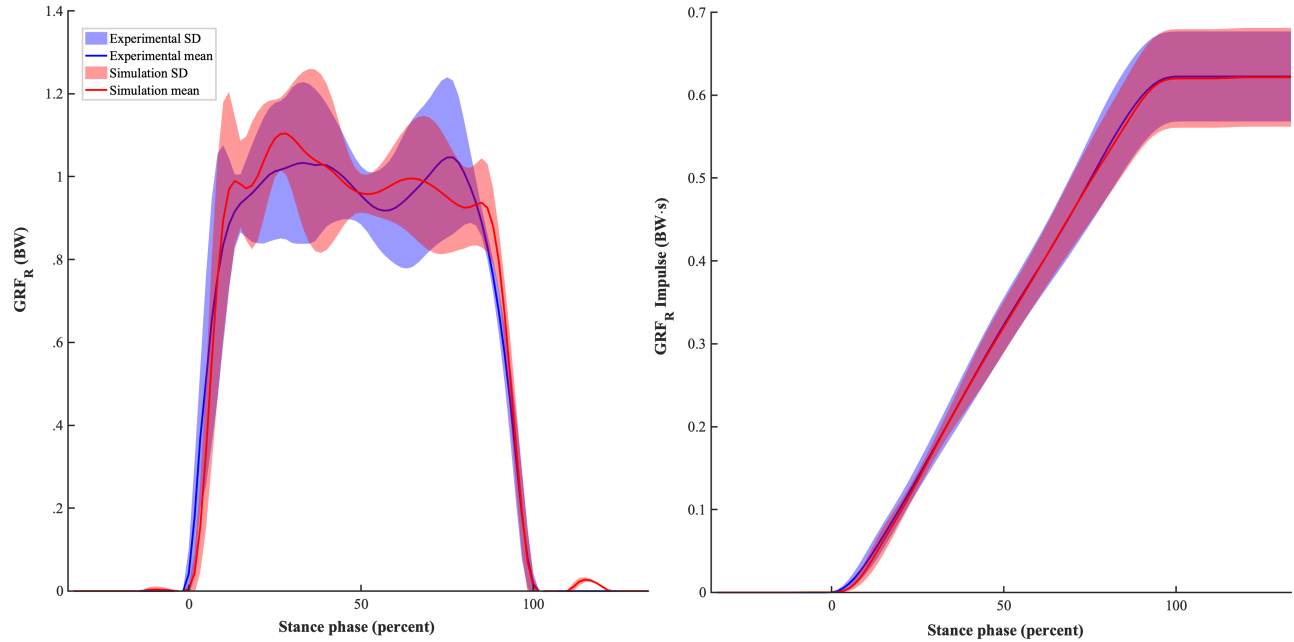 1.4
1.2
1
.8
.6
.4
.2
0
GRF_R (BW)
Experimental SD
Experimental mean
Simulation SD
Simulation mean
0
50
100
Stance phase (percent)
0.7
0.6
0.5
0.4
0.3
0.2
0.1
0
GRF_R Impulse (BW·s)
0
50
100
Stance phase (percent)